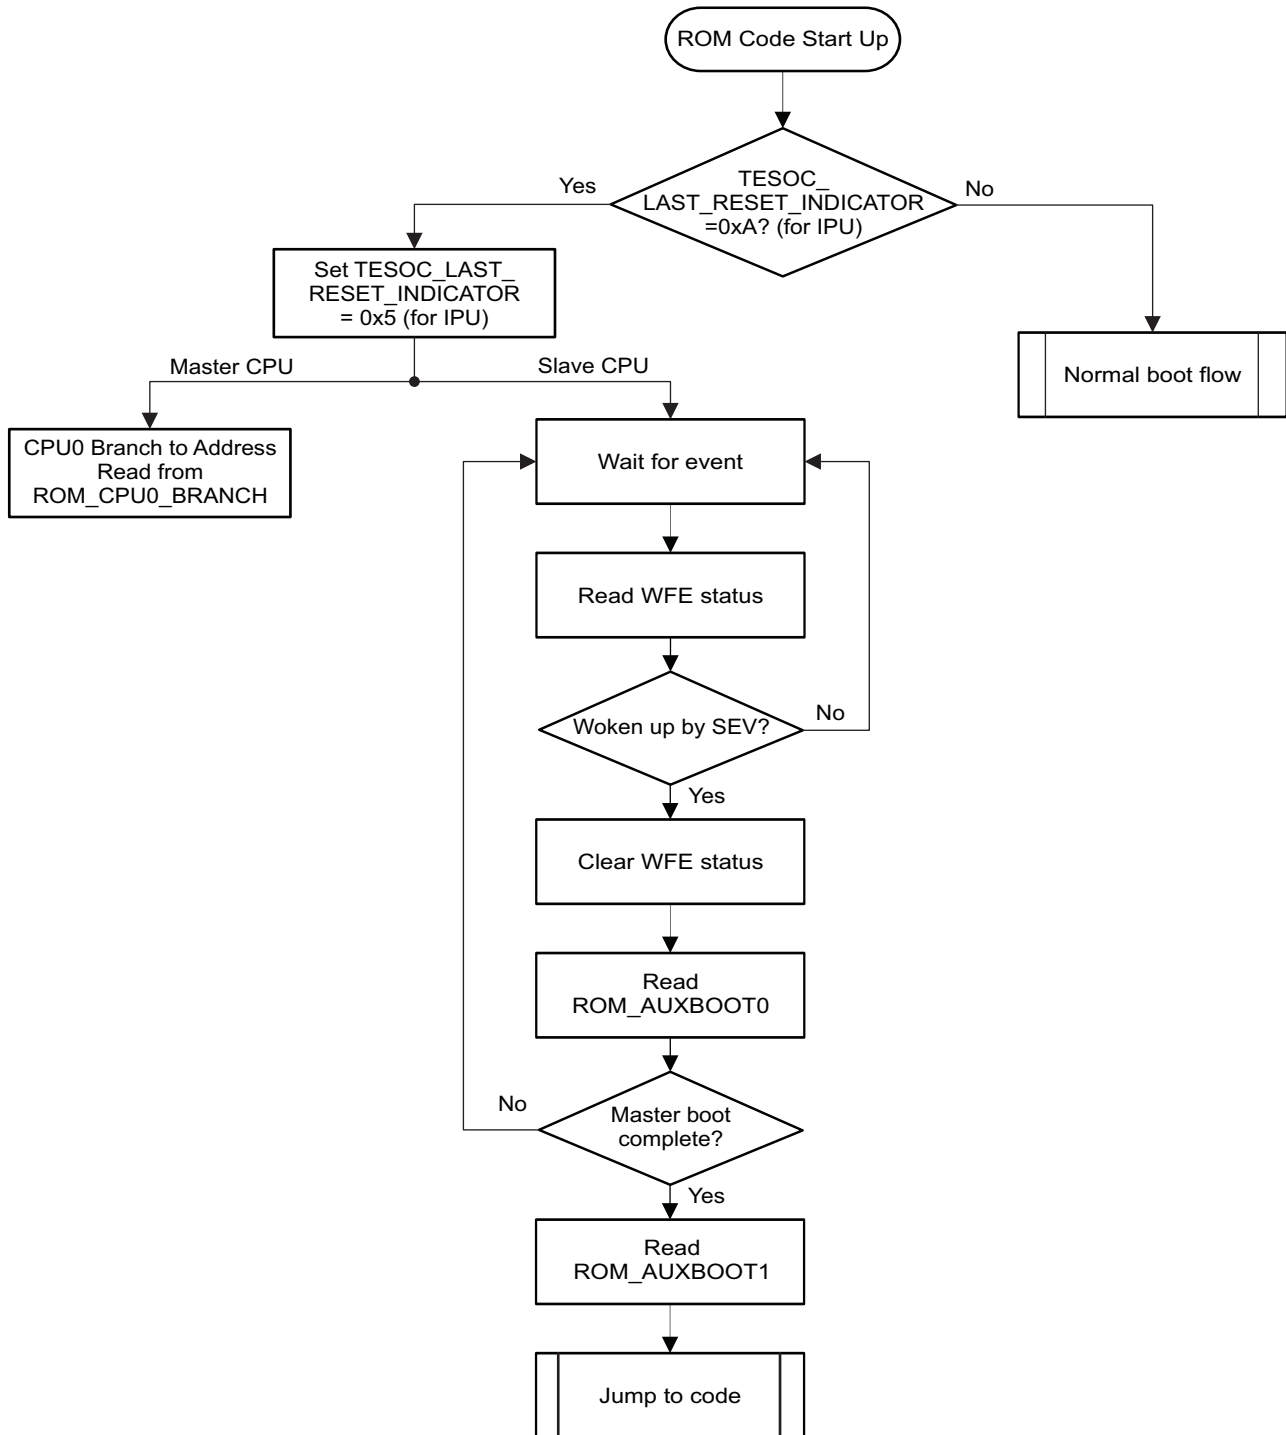 ROM Code Start Up
TESOC_
LAST_RESET_INDICATOR
=0xA? (for IPU)
Yes
No
Set TESOC_LAST_
RESET_INDICATOR
= 0x5 (for IPU)
Normal boot flow
Master CPU
Slave CPU
CPU0 Branch to Address
Read from
ROM_CPU0_BRANCH
Wait for event
Read WFE status
Woken up by SEV?
No
Yes
Clear WFE status
Read
ROM_AUXBOOT0
No
Master boot
complete?
Yes
Read
ROM_AUXBOOT1
Jump to code